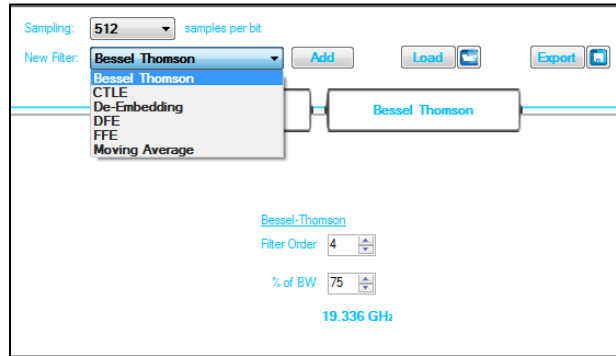 Sampling: 512 samples per bit
New Filter: Bessel Thomson Add Load Export
Bessel Thomson
CTLE
De-Embedding
DFE
FFE
Moving Average
Bessel Thomson
Bessel-Thomson
Filter Order 4
% of BW 75
19.336 GHz